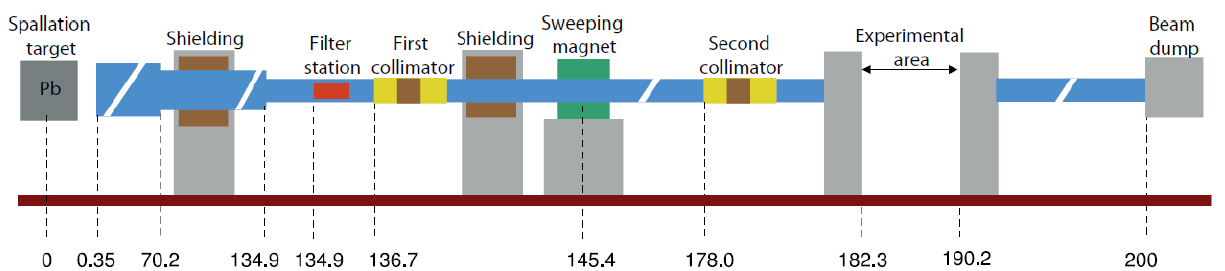 Spallation
target
Shielding
Filter
station
First
collimator
Shielding
Sweeping
magnet
Second
collimator
Experimental
area
Beam
dump
Pb
0 0.35 70.2 134.9 134.9 136.7 145.4 178.0 182.3 190.2 200